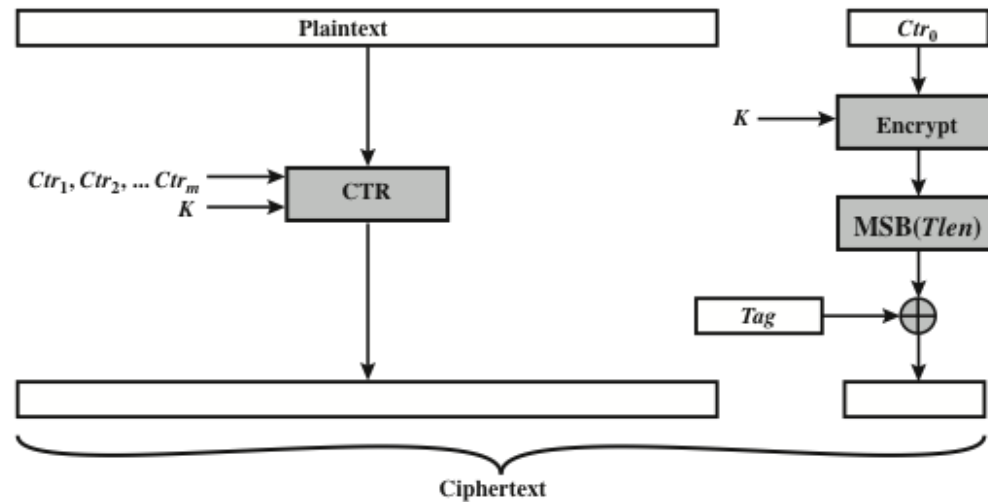 Plaintext
Ctr0
K
Encrypt
Ctr1, Ctr2, ... Ctrm
K
CTR
MSB(Tlen)
Tag
Ciphertext